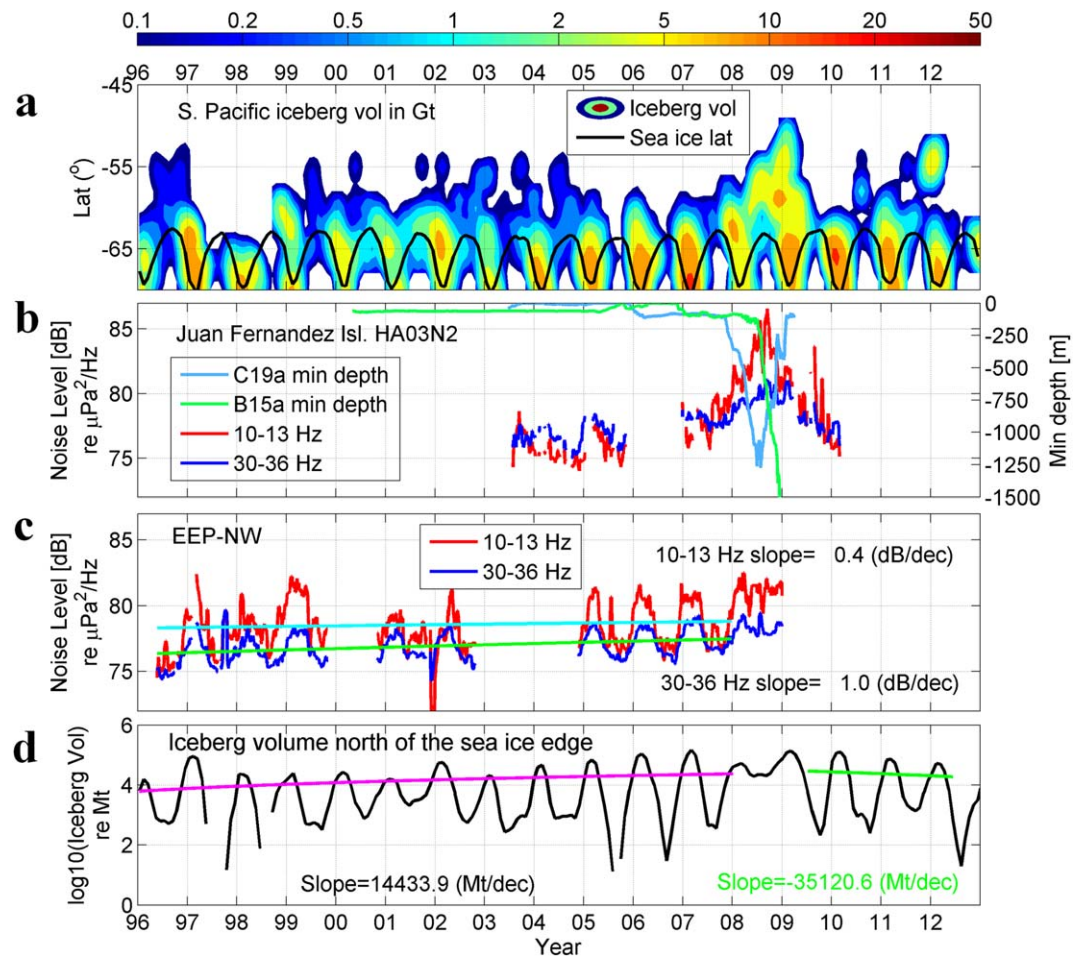 0.1 0.2 0.5 1 2 5 10 20 50
96 97 98 99 00 01 02 03 04 05 06 07 08 09 10 11 12
a
-45
-55
-65
Lat (°)
S. Pacific iceberg vol in Gt
Iceberg vol
Sea ice lat
b
85
80
75
Noise Level [dB]
re μPa²/Hz
Juan Fernandez Isl. HA03N2
C19a min depth
B15a min depth
10-13 Hz
30-36 Hz
0
-250
-500
-750
-1000
-1250
-1500
Min depth [m]
c
85
80
75
Noise Level [dB]
re μPa²/Hz
EEP-NW
10-13 Hz
30-36 Hz
10-13 Hz slope= 0.4 (dB/dec)
30-36 Hz slope= 1.0 (dB/dec)
d
6
4
2
0
log10(Iceberg Vol)
re Mt
Iceberg volume north of the sea ice edge
Slope=14433.9 (Mt/dec)
Slope=-35120.6 (Mt/dec)
96 97 98 99 00 01 02 03 04 05 06 07 08 09 10 11 12
Year